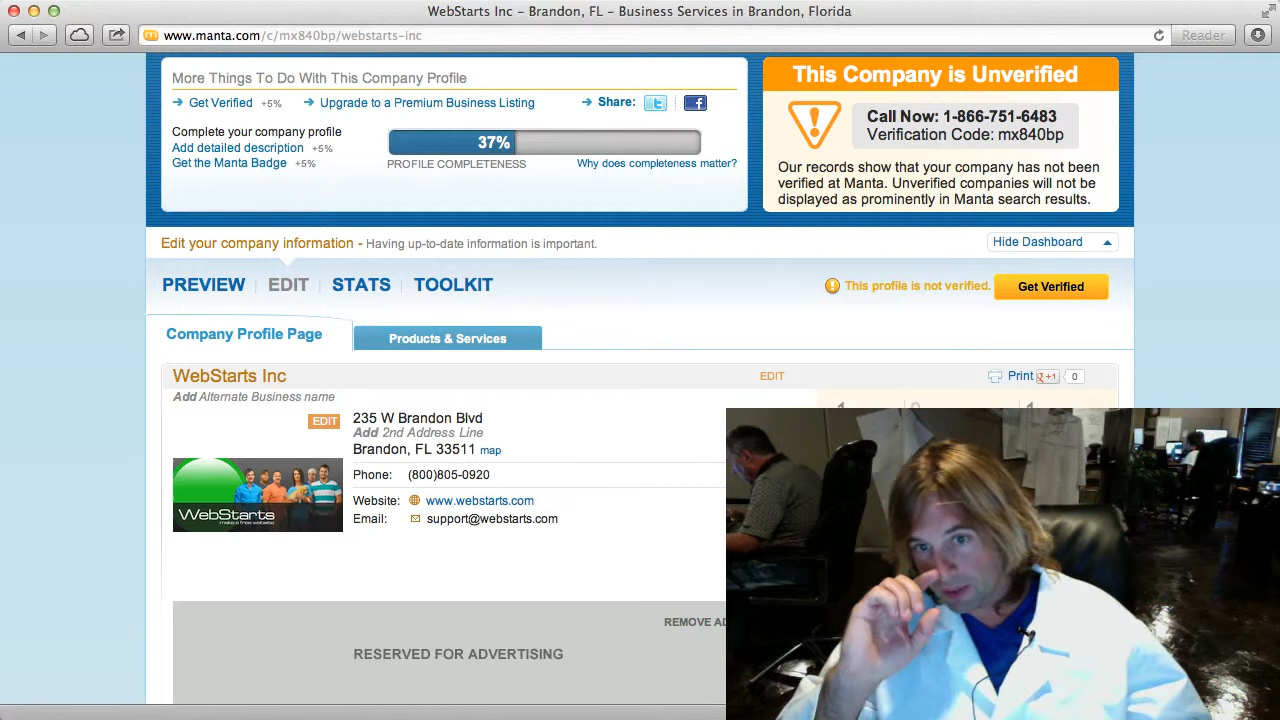 WebStarts Inc – Brandon, FL – Business Services in Brandon, Florida
www.manta.com/c/mx840bp/webstarts-inc
Reader
More Things To Do With This Company Profile
Get Verified +5%
Upgrade to a Premium Business Listing
Share:
Complete your company profile
Add detailed description +5%
Get the Manta Badge +5%
37%
PROFILE COMPLETENESS
Why does completeness matter?
This Company is Unverified
Call Now: 1-866-751-6483
Verification Code: mx840bp
Our records show that your company has not been
verified at Manta. Unverified companies will not be
displayed as prominently in Manta search results.
Edit your company information - Having up-to-date information is important.
Hide Dashboard
PREVIEW | EDIT | STATS | TOOLKIT
This profile is not verified.
Get Verified
Company Profile Page
Products & Services
WebStarts Inc
EDIT
Print
+1
0
Add Alternate Business name
EDIT
235 W Brandon Blvd
Add 2nd Address Line
Brandon, FL 33511 map
Phone: (800)805-0920
Website: www.webstarts.com
Email: support@webstarts.com
WebStarts
make a free website
REMOVE AD
RESERVED FOR ADVERTISING